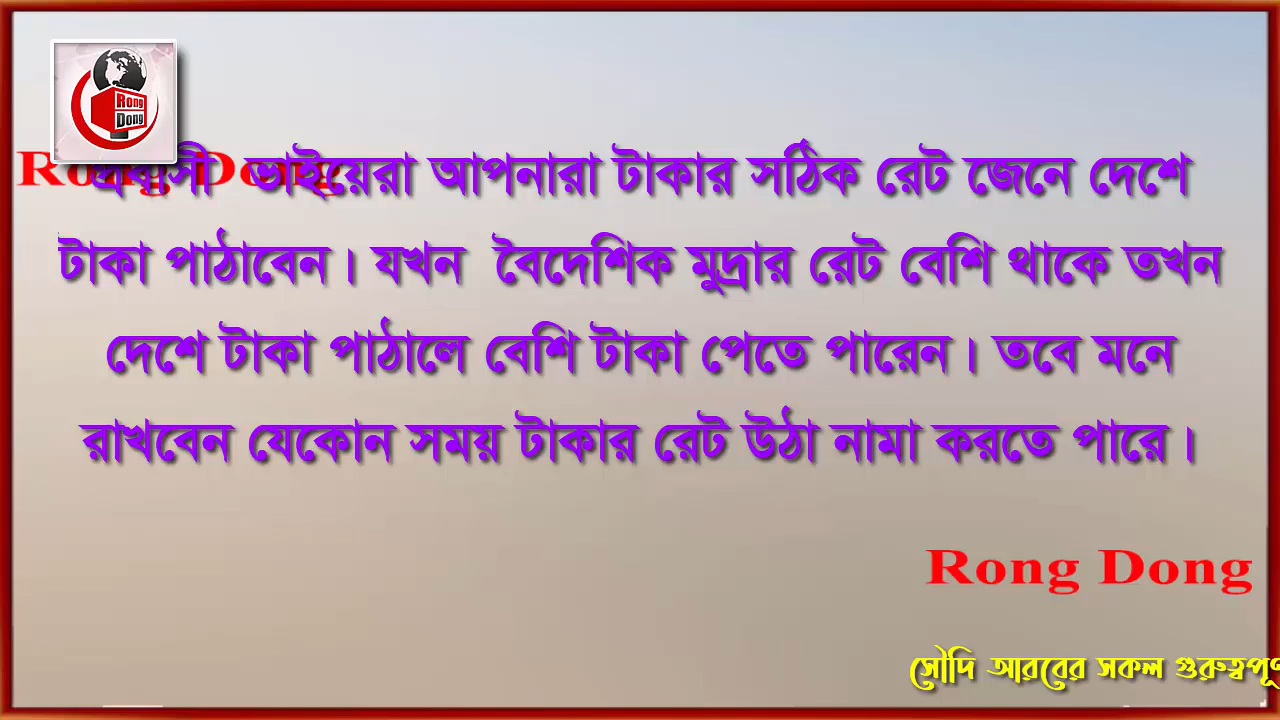 Rong
Dong
Rong Dong
প্রবাসী ভাইয়েরা আপনারা টাকার সঠিক রেট জেনে দেশে
টাকা পাঠাবেন। যখন বৈদেশিক মুদ্রার রেট বেশি থাকে তখন
দেশে টাকা পাঠালে বেশি টাকা পেতে পারেন। তবে মনে
রাখবেন যেকোন সময় টাকার রেট উঠা নামা করতে পারে।
Rong Dong
সৌদি আরবের সকল